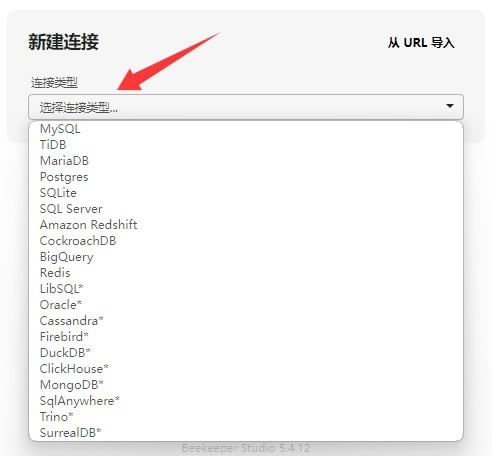 新建连接
从 URL 导入
连接类型
选择连接类型...
MySQL
TiDB
MariaDB
Postgres
SQLite
SQL Server
Amazon Redshift
CockroachDB
BigQuery
Redis
LibSQL*
Oracle*
Cassandra*
Firebird*
DuckDB*
ClickHouse*
MongoDB*
SqlAnywhere*
Trino*
SurrealDB*
Beekeeper Studio 5.4.12